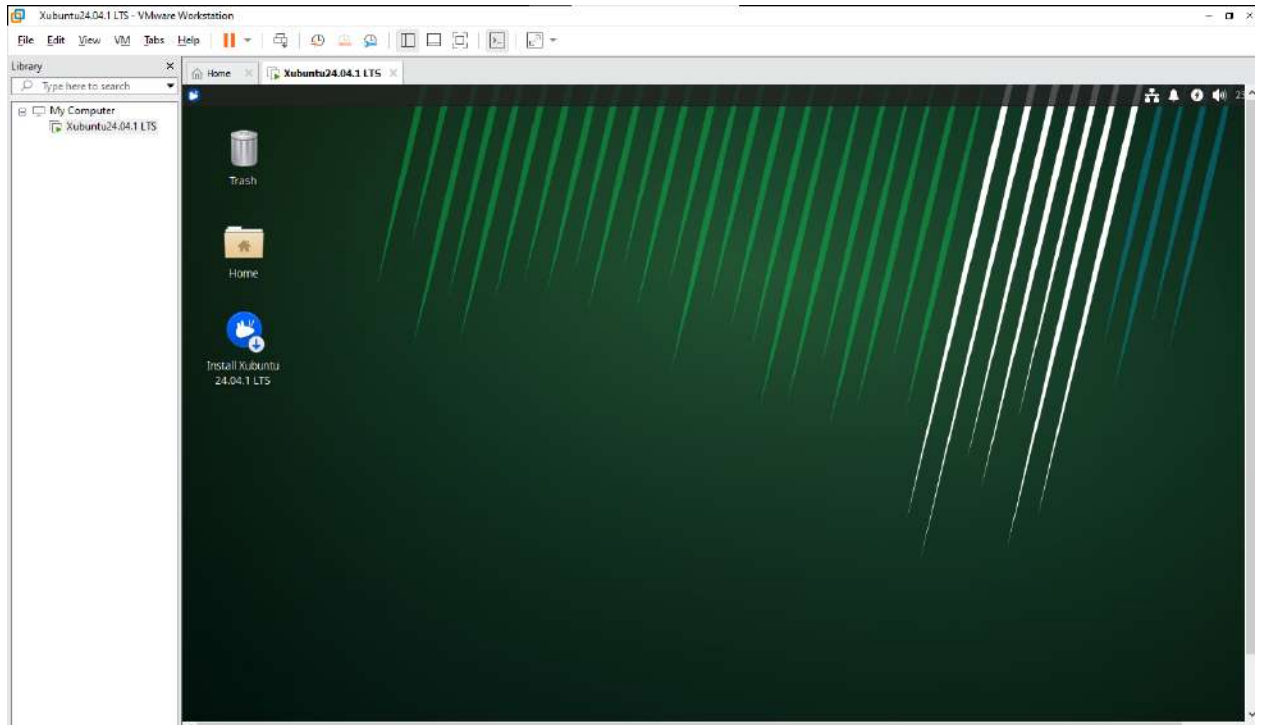 Xubuntu24.04.1 LTS - VMware Workstation
File Edit View VM Tabs Help
Library
Type here to search
My Computer
Xubuntu24.04.1 LTS
Home
Xubuntu24.04.1 LTS
23
Trash
Home
Install Xubuntu
24.04.1 LTS